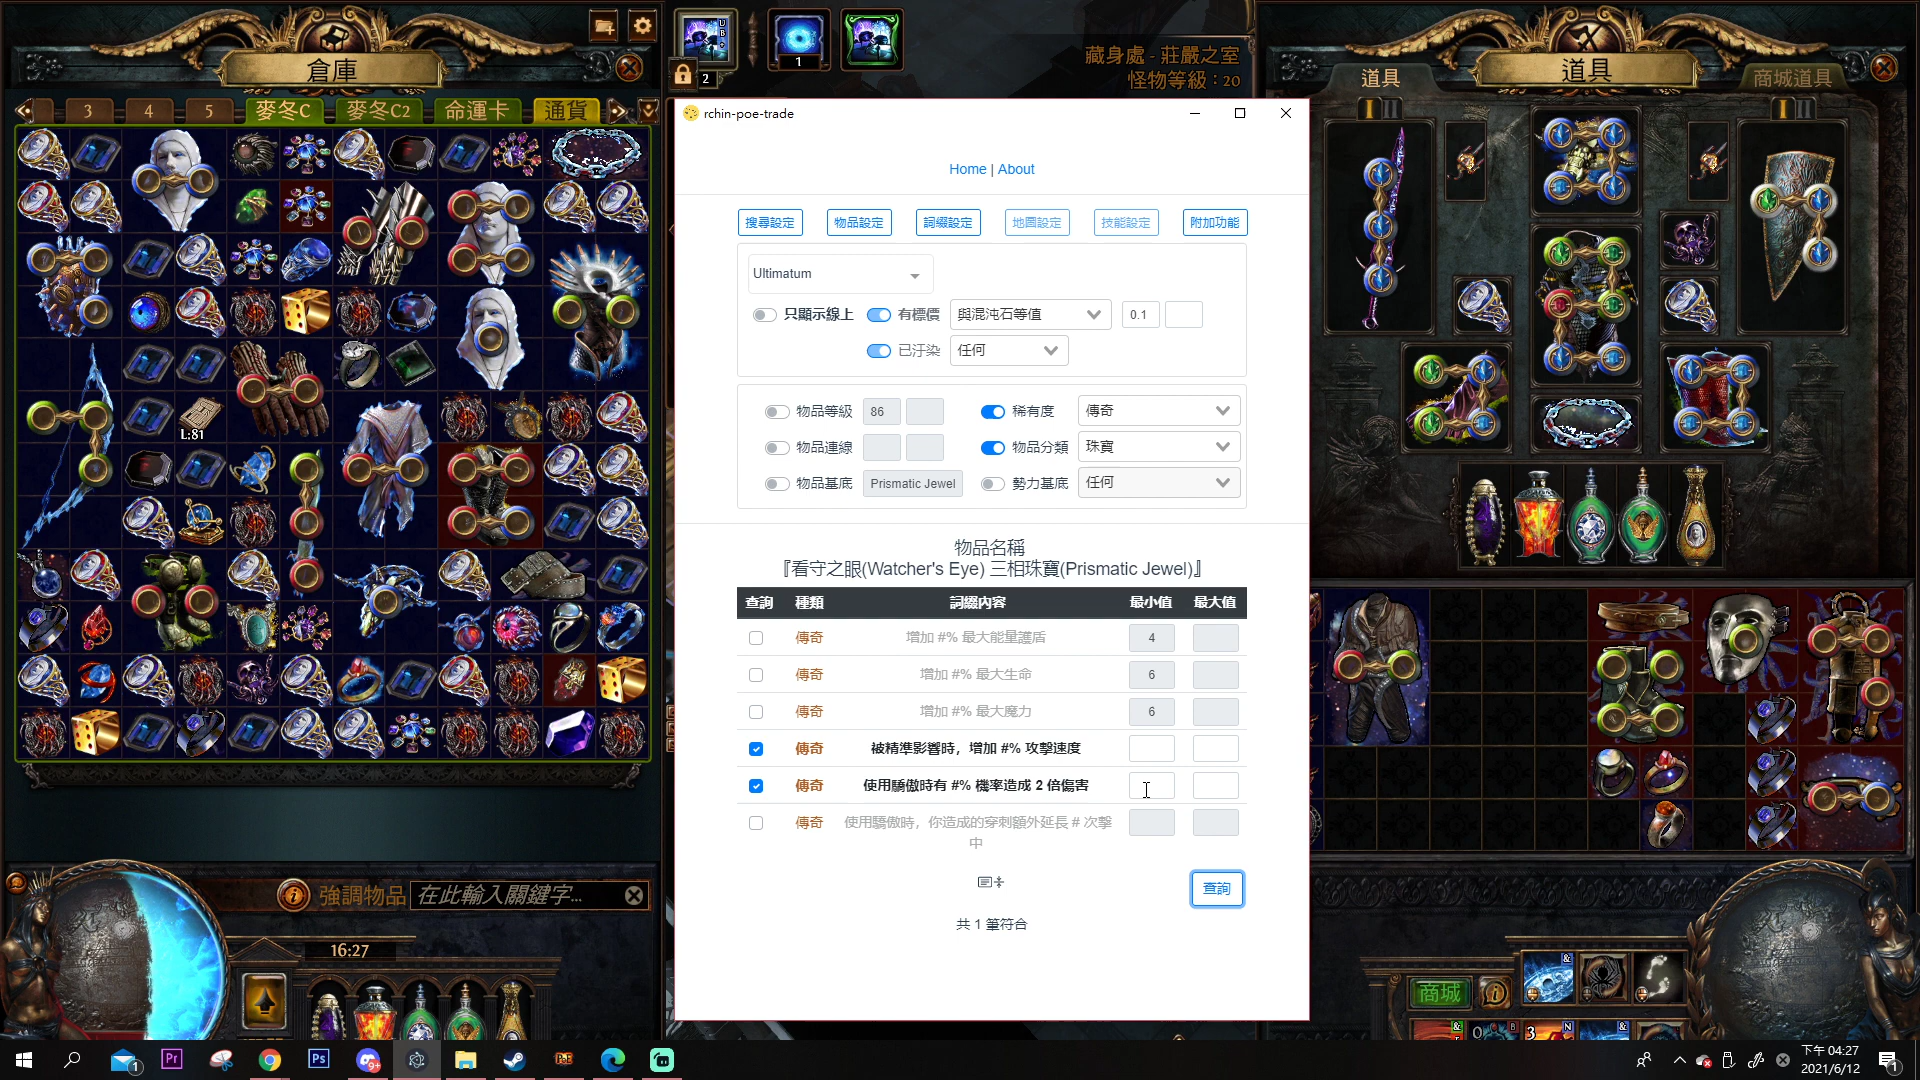 倉庫
3
4
5
麥冬C
麥冬C2
命運卡
通貨
L:81
強調物品
在此輸入關鍵字...
16:27
2
1
藏身處 - 莊嚴之室
怪物等級：20
rchin-poe-trade
Home | About
搜尋設定
物品設定
詞綴設定
地圖設定
技能設定
附加功能
Ultimatum
只顯示線上
有標價
與混沌石等值
0.1
已汙染
任何
物品等級
86
稀有度
傳奇
物品連線
物品分類
珠寶
物品基底
Prismatic Jewel
勢力基底
任何
物品名稱
『看守之眼(Watcher's Eye) 三相珠寶(Prismatic Jewel)』
查詢 種類 詞綴內容 最小值 最大值
傳奇 增加 #% 最大能量護盾 4
傳奇 增加 #% 最大生命 6
傳奇 增加 #% 最大魔力 6
傳奇 被精準影響時，增加 #% 攻擊速度
傳奇 使用驕傲時有 #% 機率造成 2 倍傷害
傳奇 使用驕傲時，你造成的穿刺額外延長 # 次擊
中
查詢
共 1 筆符合
道具
道具
商城道具
I II
I II
商城
下午 04:27
2021/6/12